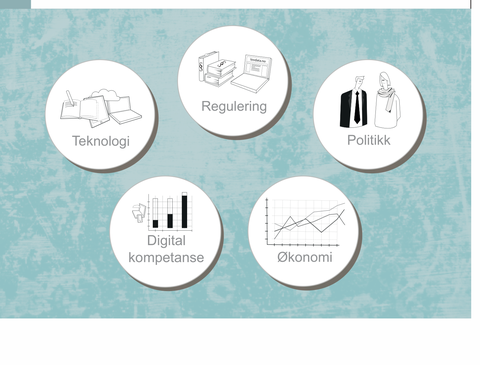 Regulering
Teknologi
Politikk
Digital
kompetanse
Økonomi